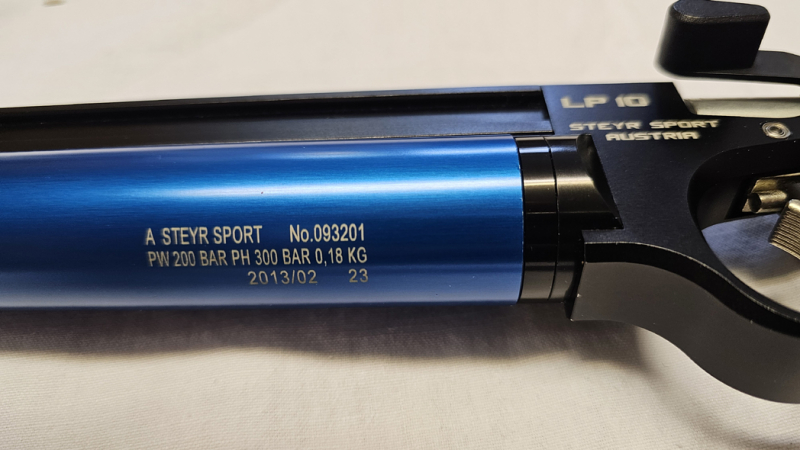 LP 10
STEYR SPORT
AUSTRIA
A STEYR SPORT No.093201
PW 200 BAR PH 300 BAR 0,18 KG
2013/02 23